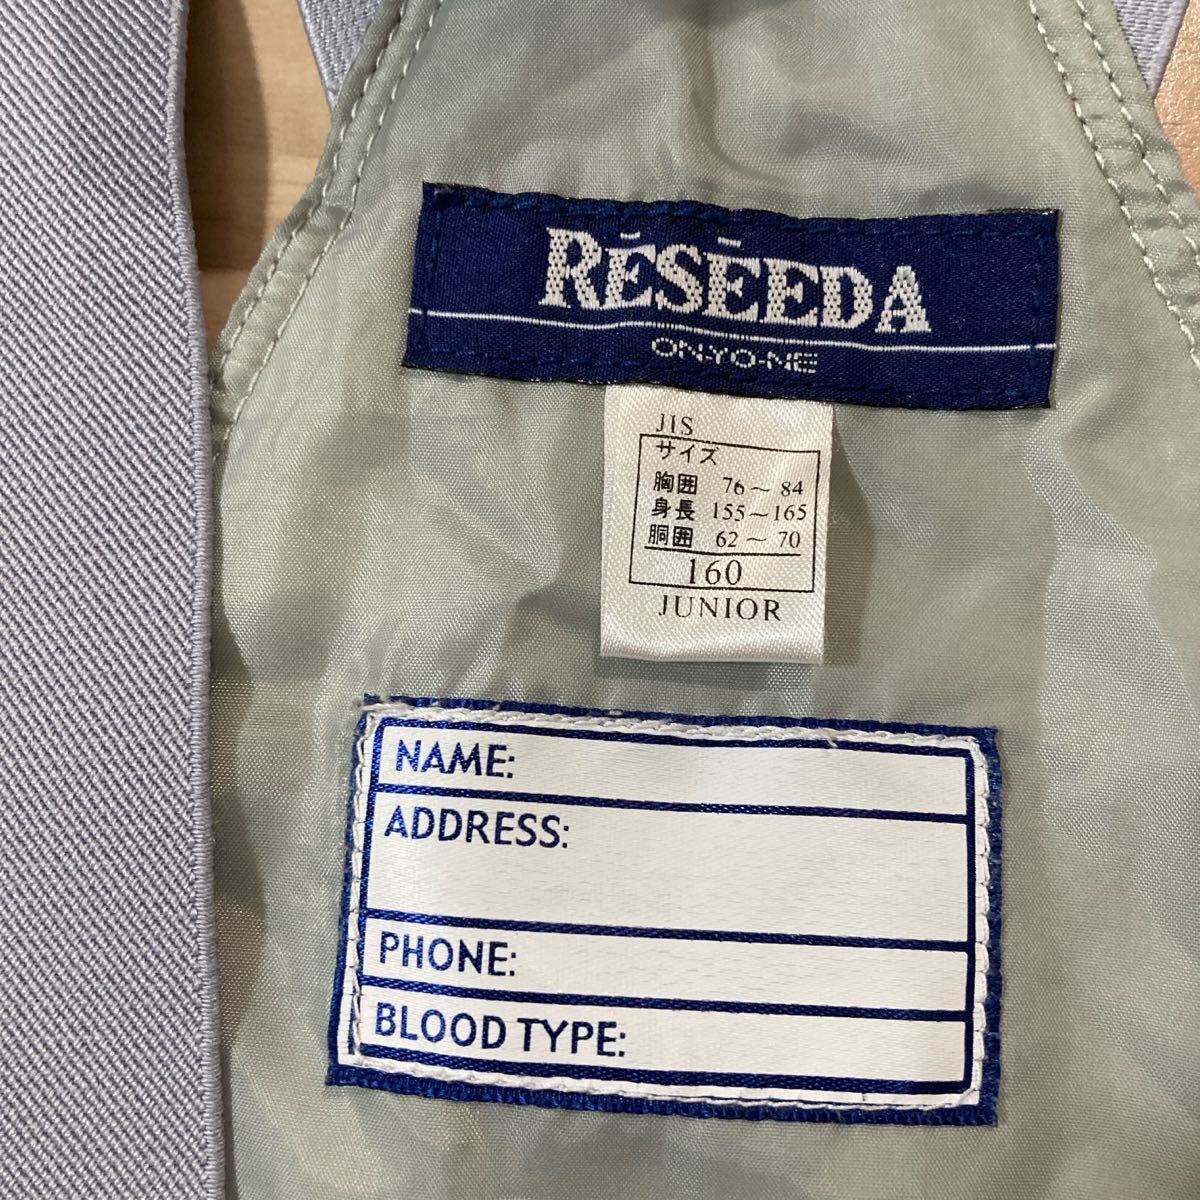 RĒSĒEDA
ON·YO·NE
JIS
サイズ
胸囲 76～84
身長 155～165
胴囲 62～70
160
JUNIOR
NAME:
ADDRESS:
PHONE:
BLOOD TYPE: